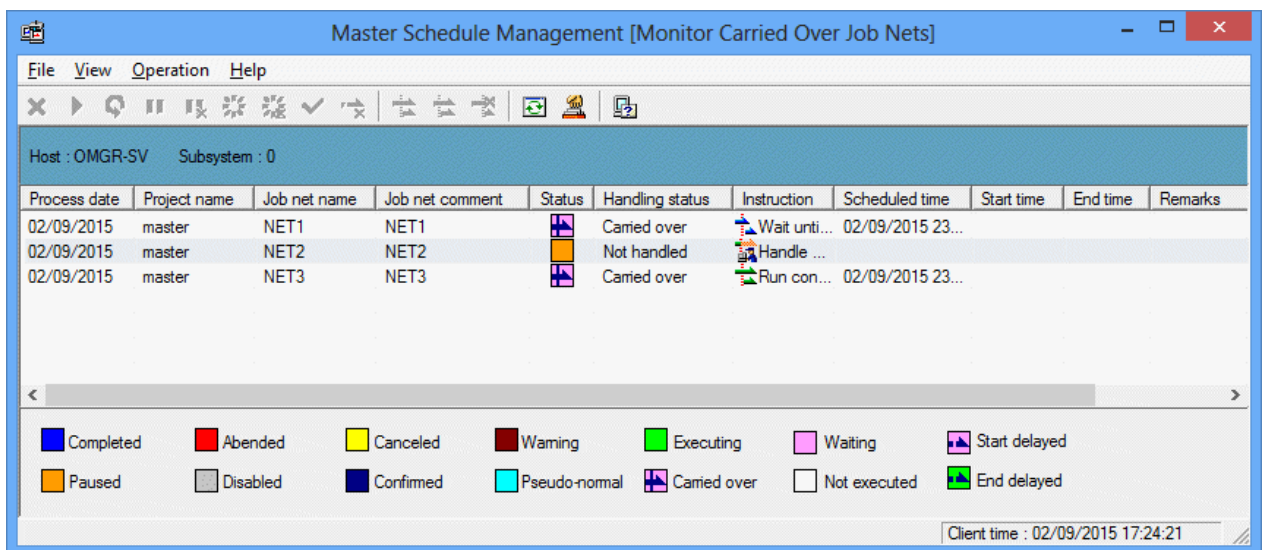 Master Schedule Management [Monitor Carried Over Job Nets]
File View Operation Help
Host : OMGR-SV Subsystem : 0
Process date Project name Job net name Job net comment Status Handling status Instruction Scheduled time Start time End time Remarks
02/09/2015 master NET1 NET1 Carried over Wait unti... 02/09/2015 23...
02/09/2015 master NET2 NET2 Not handled Handle ...
02/09/2015 master NET3 NET3 Carried over Run con... 02/09/2015 23...
Completed Abended Canceled Warning Executing Waiting Start delayed
Paused Disabled Confirmed Pseudo-normal Carried over Not executed End delayed
Client time : 02/09/2015 17:24:21